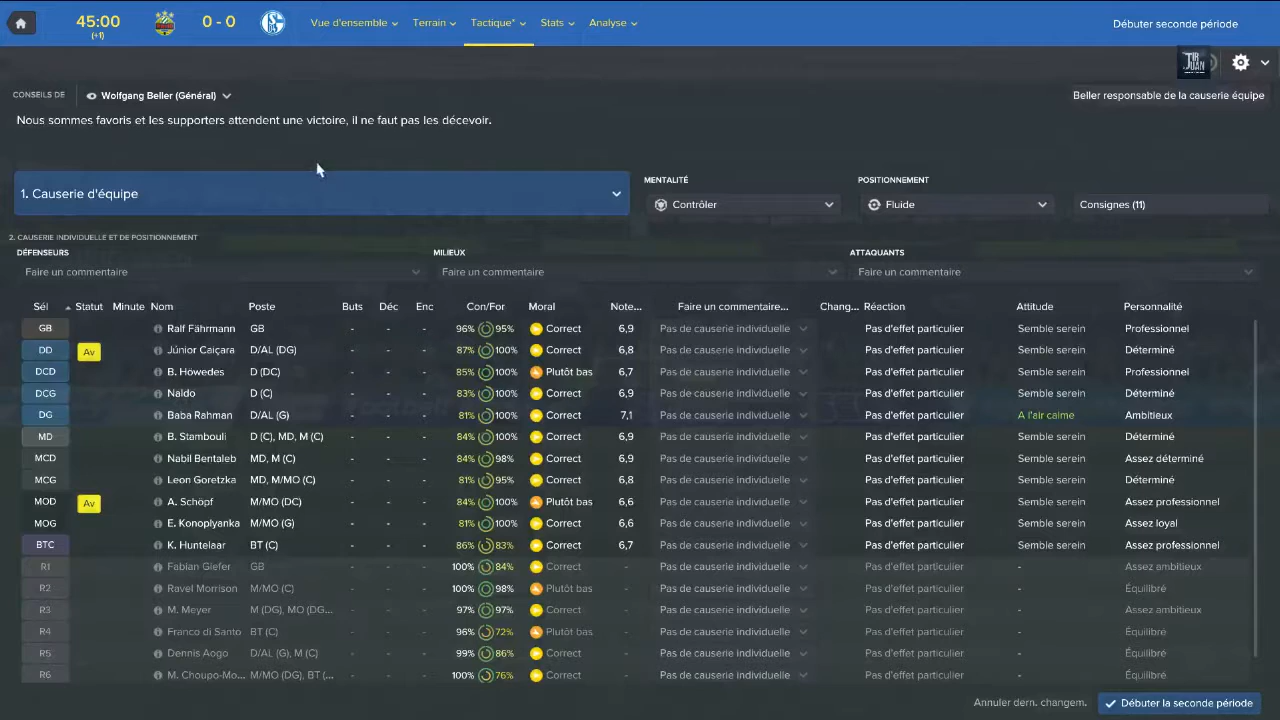 45:00 (+1) 0 - 0 Vue d'ensemble Terrain Tactique* Stats Analyse Débuter seconde période
CONSEILS DE Wolfgang Beller (Général) Beller responsable de la causerie équipe
Nous sommes favoris et les supporters attendent une victoire, il ne faut pas les décevoir.
MENTALITÉ POSITIONNEMENT
1. Causerie d'équipe Contrôler Fluide Consignes (11)
2. CAUSERIE INDIVIDUELLE ET DE POSITIONNEMENT
DÉFENSEURS MILIEUX ATTAQUANTS
Faire un commentaire Faire un commentaire Faire un commentaire
Sél Statut Minute Nom Poste Buts Déc Enc Con/For Moral Note... Faire un commentaire... Chang... Réaction Attitude Personnalité
GB Ralf Fährmann GB - - - 96% 95% Correct 6,9 Pas de causerie individuelle Pas d'effet particulier Semble serein Professionnel
DD Av Júnior Caiçara D/AL (DG) - - - 87% 100% Correct 6,8 Pas de causerie individuelle Pas d'effet particulier Semble serein Déterminé
DCD B. Höwedes D (DC) - - - 85% 100% Plutôt bas 6,7 Pas de causerie individuelle Pas d'effet particulier Semble serein Professionnel
DCG Naldo D (C) - - - 83% 100% Correct 6,9 Pas de causerie individuelle Pas d'effet particulier Semble serein Déterminé
DG Baba Rahman D/AL (G) - - - 81% 100% Correct 7,1 Pas de causerie individuelle Pas d'effet particulier A l'air calme Ambitieux
MD B. Stambouli D (C), MD, M (C) - - - 84% 100% Correct 6,9 Pas de causerie individuelle Pas d'effet particulier Semble serein Déterminé
MCD Nabil Bentaleb MD, M (C) - - - 84% 98% Correct 6,9 Pas de causerie individuelle Pas d'effet particulier Semble serein Assez déterminé
MCG Leon Goretzka MD, M/MO (C) - - - 81% 95% Correct 6,8 Pas de causerie individuelle Pas d'effet particulier Semble serein Déterminé
MOD Av A. Schöpf M/MO (DC) - - - 84% 100% Plutôt bas 6,6 Pas de causerie individuelle Pas d'effet particulier Semble serein Assez professionnel
MOG E. Konoplyanka M/MO (G) - - - 81% 100% Correct 6,6 Pas de causerie individuelle Pas d'effet particulier Semble serein Assez loyal
BTC K. Huntelaar BT (C) - - - 86% 83% Correct 6,7 Pas de causerie individuelle Pas d'effet particulier Semble serein Assez professionnel
R1 Fabian Giefer GB - - - 100% 84% Correct - Pas de causerie individuelle Pas d'effet particulier - Assez ambitieux
R2 Ravel Morrison M/MO (C) - - - 100% 98% Plutôt bas - Pas de causerie individuelle Pas d'effet particulier - Équilibré
R3 M. Meyer M (DG), MO (DG... - - - 97% 97% Correct - Pas de causerie individuelle Pas d'effet particulier - Assez ambitieux
R4 Franco di Santo BT (C) - - - 96% 72% Plutôt bas - Pas de causerie individuelle Pas d'effet particulier - Équilibré
R5 Dennis Aogo D/AL (G), M (C) - - - 99% 86% Correct - Pas de causerie individuelle Pas d'effet particulier - Équilibré
R6 M. Choupo-Mo... M/MO (DG), BT (... - - - 100% 76% Correct - Pas de causerie individuelle Pas d'effet particulier - Équilibré
Annuler dern. changem. Débuter la seconde période